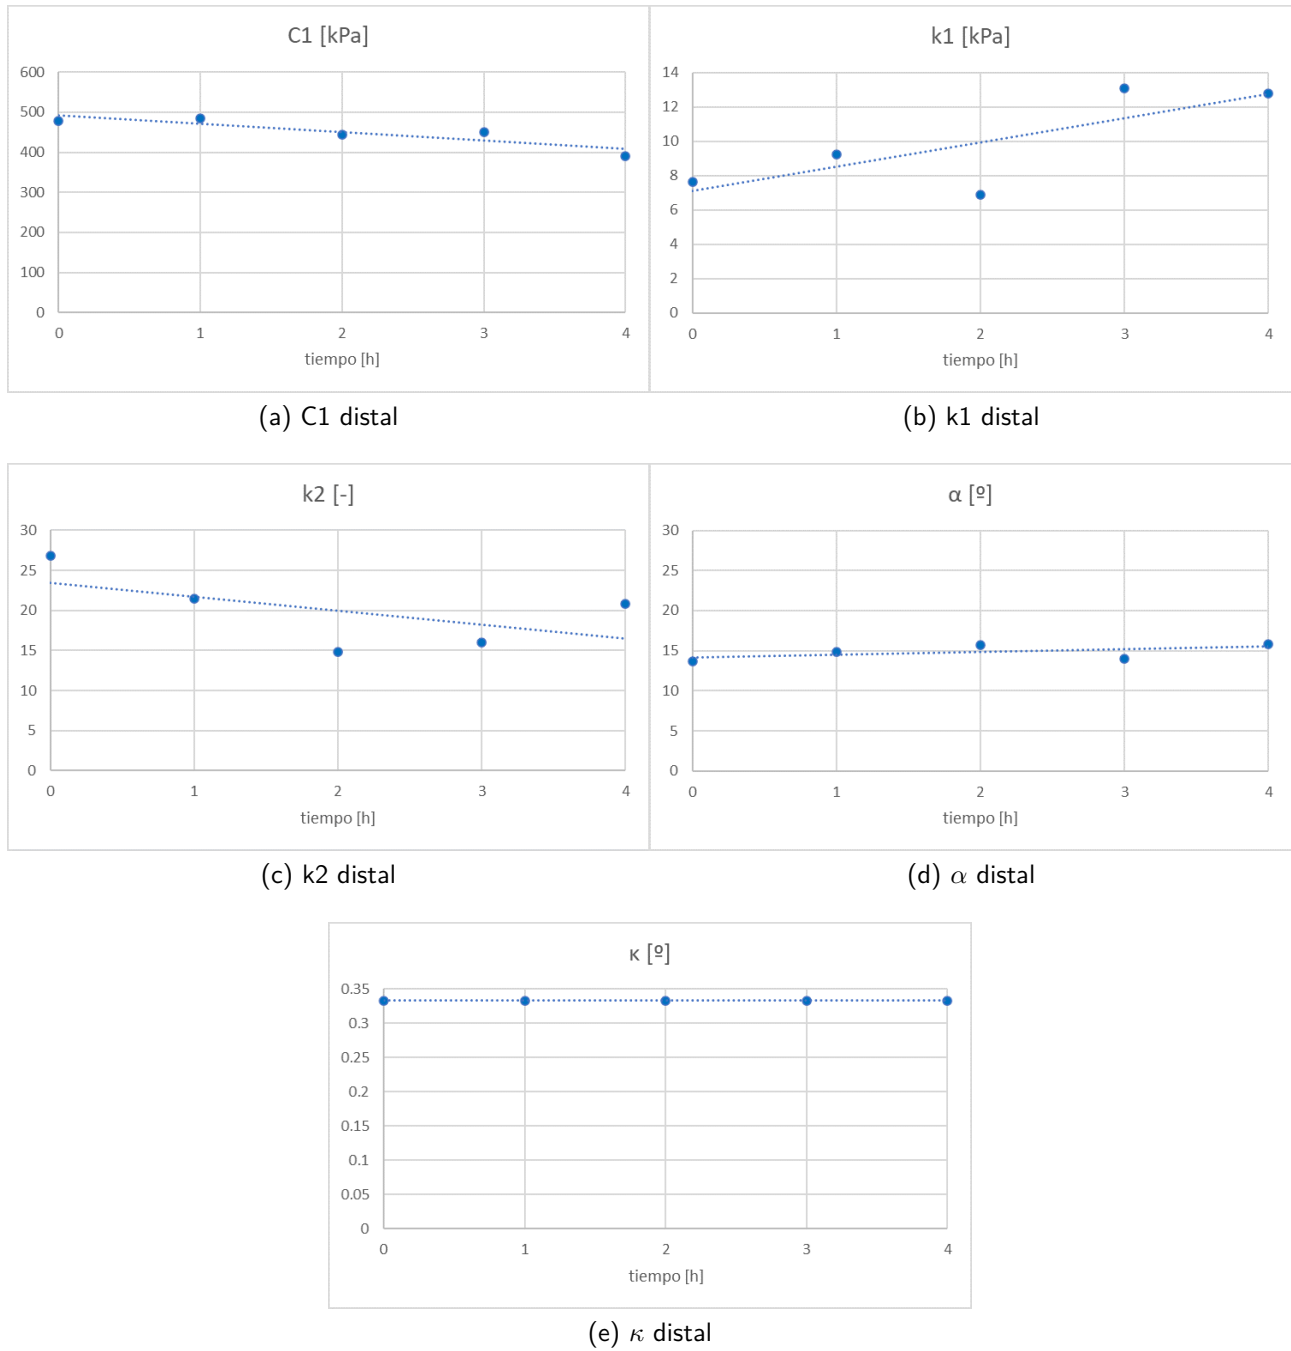 C1 [kPa]
600
500
400
300
200
100
0
0 1 2 3 4
tiempo [h]
(a) C1 distal
k1 [kPa]
14
12
10
8
6
4
2
0
0 1 2 3 4
tiempo [h]
(b) k1 distal
k2 [-]
30
25
20
15
10
5
0
0 1 2 3 4
tiempo [h]
(c) k2 distal
α [º]
30
25
20
15
10
5
0
0 1 2 3 4
tiempo [h]
(d) α distal
κ [º]
0.35
0.3
0.25
0.2
0.15
0.1
0.05
0
0 1 2 3 4
tiempo [h]
(e) κ distal